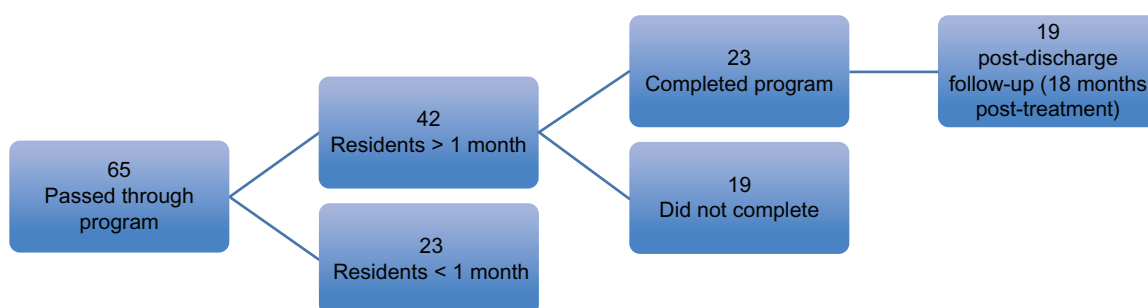 65
Passed through
program
42
Residents > 1 month
23
Residents < 1 month
23
Completed program
19
Did not complete
19
post-discharge
follow-up (18 months
post-treatment)